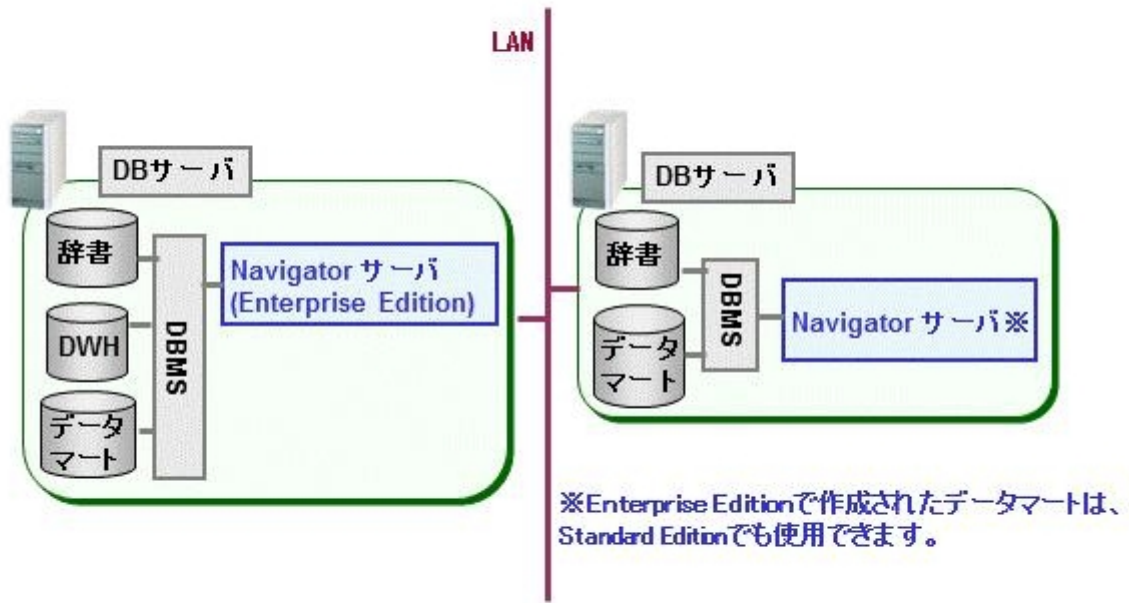 LAN
DBサーバ
辞書
DWH
データ
マート
DBMS
Navigator サーバ
(Enterprise Edition)
DBサーバ
辞書
データ
マート
DBMS
Navigator サーバ※
※Enterprise Editionで作成されたデータマートは、
Standard Editionでも使用できます。